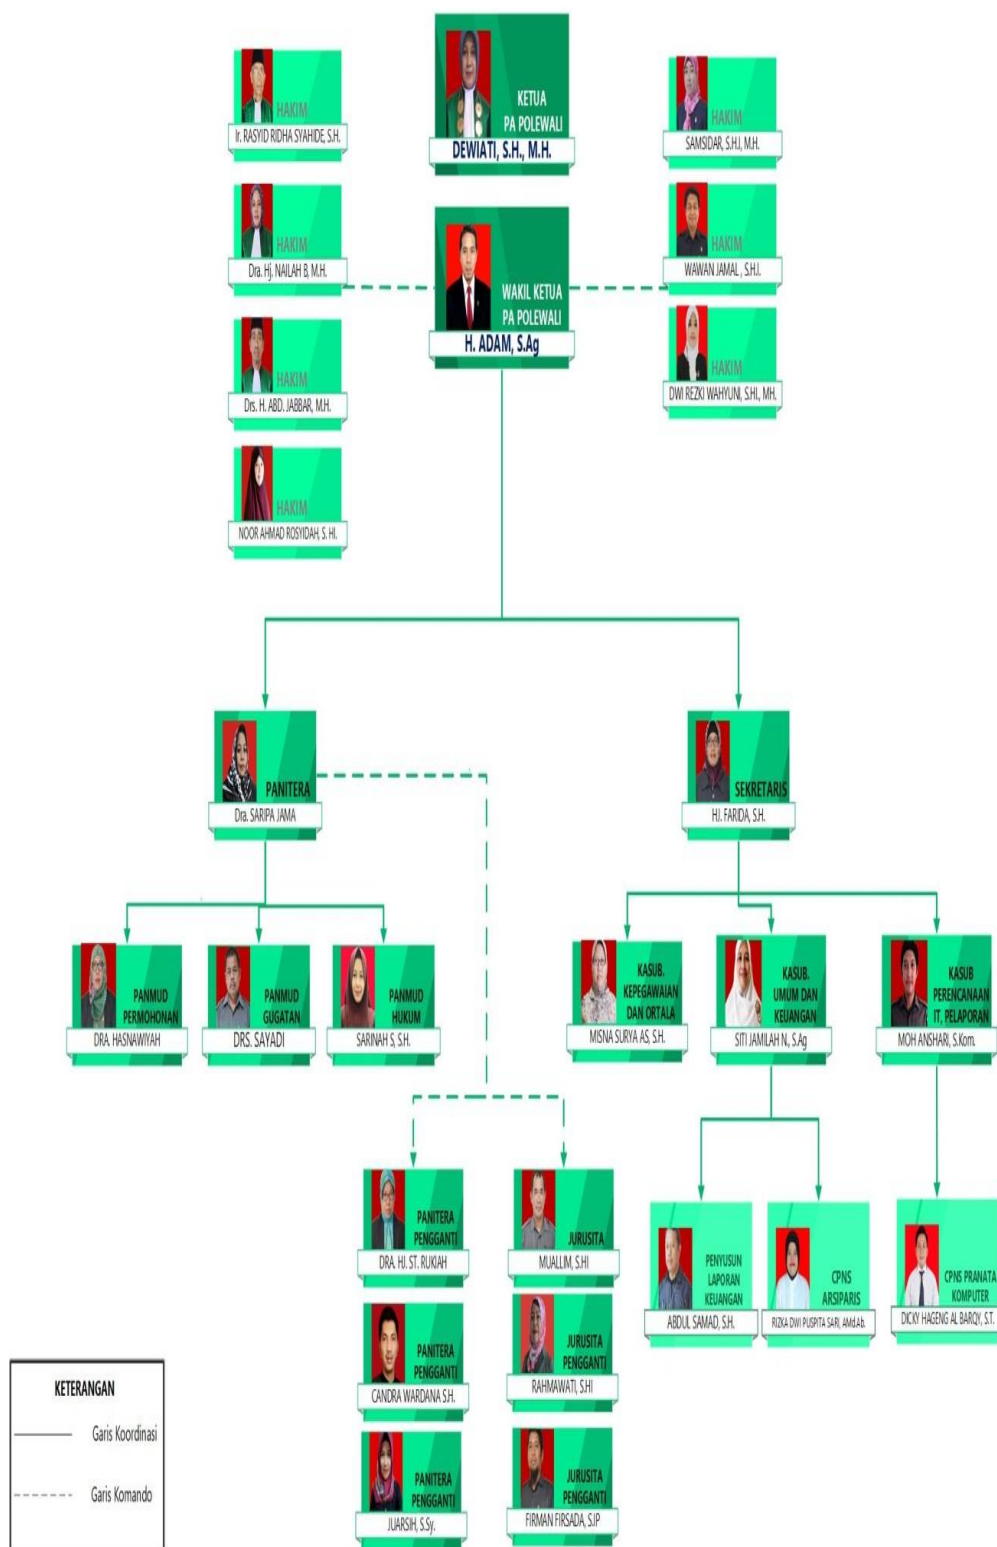 KETUA
PA POLEWALI
DEWIATI, S.H., M.H.
HAKIM
Ir. RASYID RIDHA SYAHIDE, S.H.
HAKIM
SAMSIDAR, S.H.I, M.H.
HAKIM
Dra. Hj. NAILAH B, M.H.
WAKIL KETUA
PA POLEWALI
H. ADAM, S.Ag
HAKIM
WAWAN JAMAL , S.H.I.
HAKIM
Drs. H. ABD. JABBAR, M.H.
HAKIM
DWI REZKI WAHYUNI, S.HI., MH.
HAKIM
NOOR AHMAD ROSYIDAH, S. HI.
PANITERA
Dra. SARIPA JAMA
SEKRETARIS
HJ. FARIDA, S.H.
PANMUD
PERMOHONAN
DRA. HASNAWIYAH
PANMUD
GUGATAN
DRS. SAYADI
PANMUD
HUKUM
SARINAH S, S.H.
KASUB.
KEPEGAWAIAN
DAN ORTALA
MISNA SURYA AS, S.H.
KASUB.
UMUM DAN
KEUANGAN
SITI JAMILAH N., S.Ag
KASUB
PERENCANAAN
IT, PELAPORAN
MOH ANSHARI, S.Kom.
PANITERA
PENGGANTI
DRA. HJ. ST. RUKIAH
JURUSITA
MUALLIM, S.HI
PENYUSUN
LAPORAN
KEUANGAN
ABDUL SAMAD, S.H.
CPNS
ARSIPARIS
RIZKA DWI PUSPITA SARI, AMd.Ab.
CPNS PRANATA
KOMPUTER
DICKY HAGENG AL BARQY, S.T.
PANITERA
PENGGANTI
CANDRA WARDANA S.H.
JURUSITA
PENGGANTI
RAHMAWATI, S.HI
PANITERA
PENGGANTI
JUARSIH, S.Sy.
JURUSITA
PENGGANTI
FIRMAN FIRSADA, S.IP
KETERANGAN
Garis Koordinasi
Garis Komando